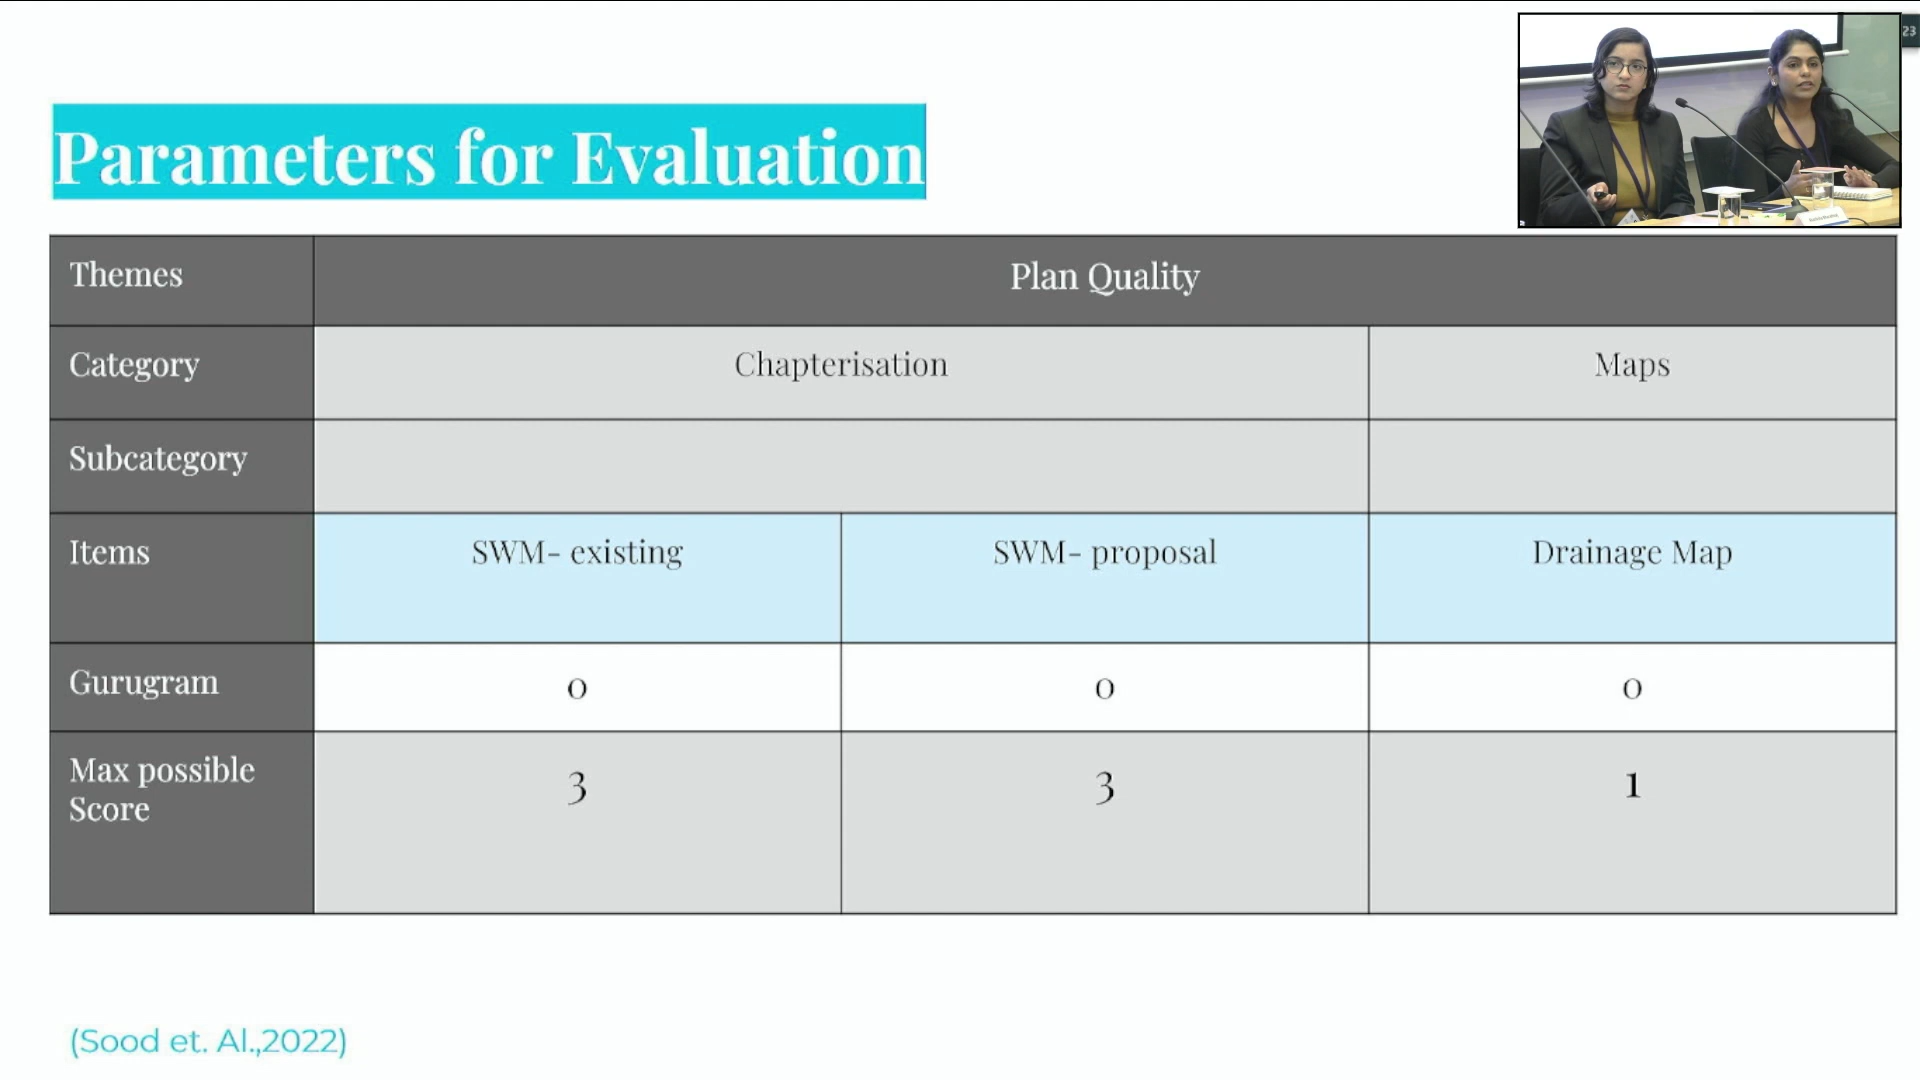 23
Parameters for Evaluation
Themes
Plan Quality
Category
Chapterisation
Maps
Subcategory
Items
SWM- existing
SWM- proposal
Drainage Map
Gurugram
0
0
0
Max possible
Score
3
3
1
(Sood et. Al.,2022)